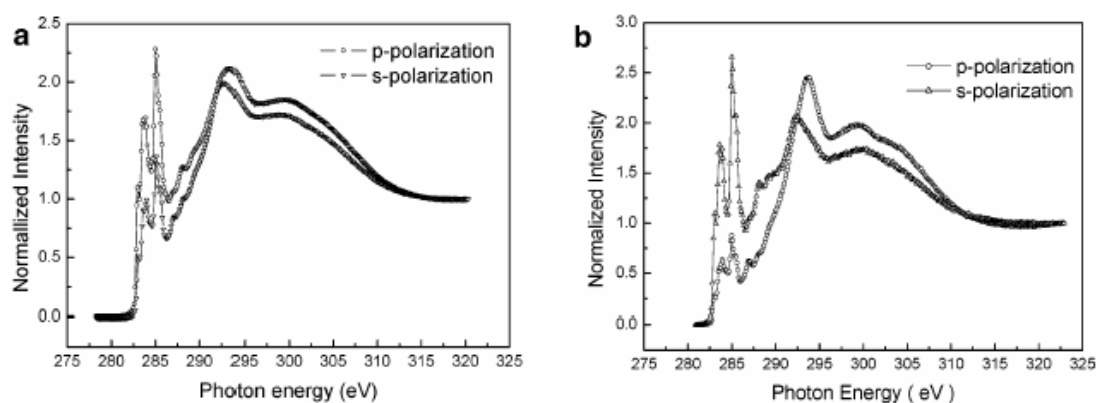 a
2.5
2.0
1.5
1.0
0.5
0.0
Normallized Intensity
p-polarization
s-polarization
275 280 285 290 295 300 305 310 315 320 325
Photon energy (eV)
b
3.0
2.5
2.0
1.5
1.0
0.5
0.0
Normalized Intensity
p-polarization
s-polarization
275 280 285 290 295 300 305 310 315 320 325
Photon Energy ( eV )